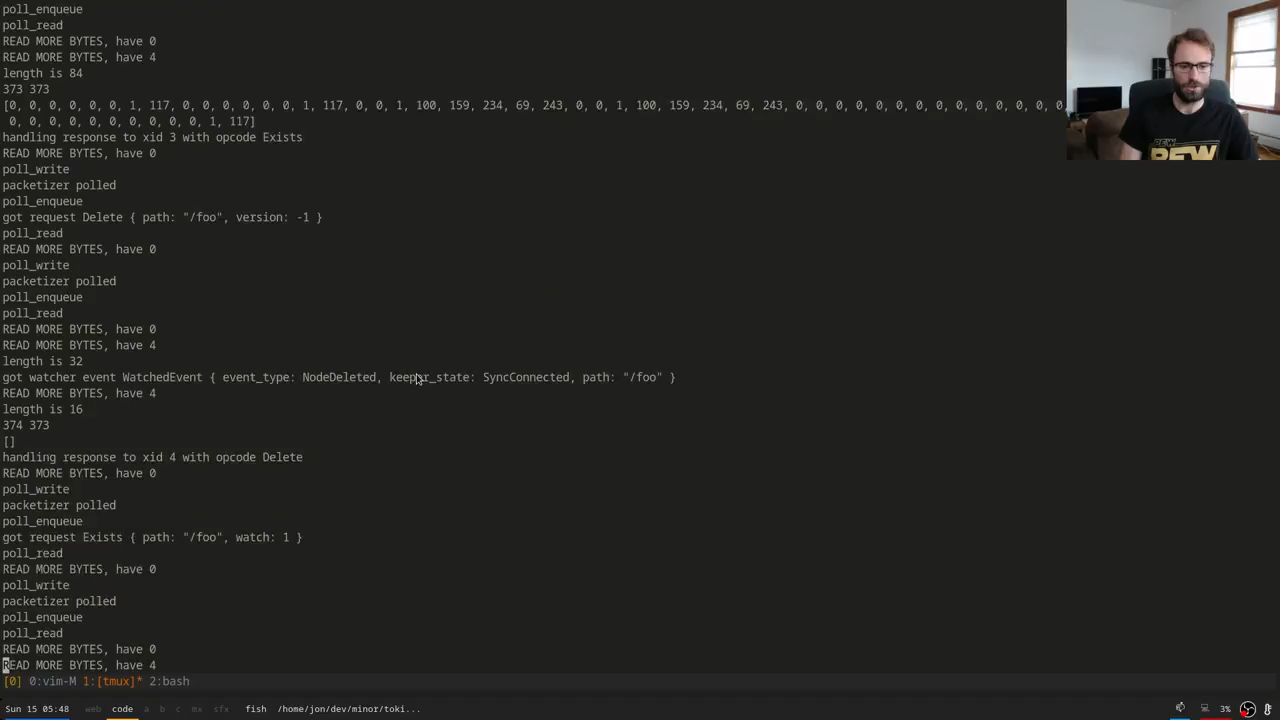 poll_enqueue
poll_read
READ MORE BYTES, have 0
READ MORE BYTES, have 4
length is 84
373 373
[0, 0, 0, 0, 0, 0, 1, 117, 0, 0, 0, 0, 0, 0, 1, 117, 0, 0, 1, 100, 159, 234, 69, 243, 0, 0, 1, 100, 159, 234, 69, 243, 0, 0, 0, 0, 0, 0, 0, 0, 0, 0, 0, 0, 0, 0,
0, 0, 0, 0, 0, 0, 0, 0, 0, 0, 1, 117]
handling response to xid 3 with opcode Exists
READ MORE BYTES, have 0
poll_write
packetizer polled
poll_enqueue
got request Delete { path: "/foo", version: -1 }
poll_read
READ MORE BYTES, have 0
poll_write
packetizer polled
poll_enqueue
poll_read
READ MORE BYTES, have 0
READ MORE BYTES, have 4
length is 32
got watcher event WatchedEvent { event_type: NodeDeleted, keeper_state: SyncConnected, path: "/foo" }
READ MORE BYTES, have 4
length is 16
374 373
[]
handling response to xid 4 with opcode Delete
READ MORE BYTES, have 0
poll_write
packetizer polled
poll_enqueue
got request Exists { path: "/foo", watch: 1 }
poll_read
READ MORE BYTES, have 0
poll_write
packetizer polled
poll_enqueue
poll_read
READ MORE BYTES, have 0
READ MORE BYTES, have 4
[0] 0:vim-M 1:[tmux]* 2:bash
Sun 15 05:48 web code a b c mx sfx fish /home/jon/dev/minor/toki... 3%
PEW
PEW